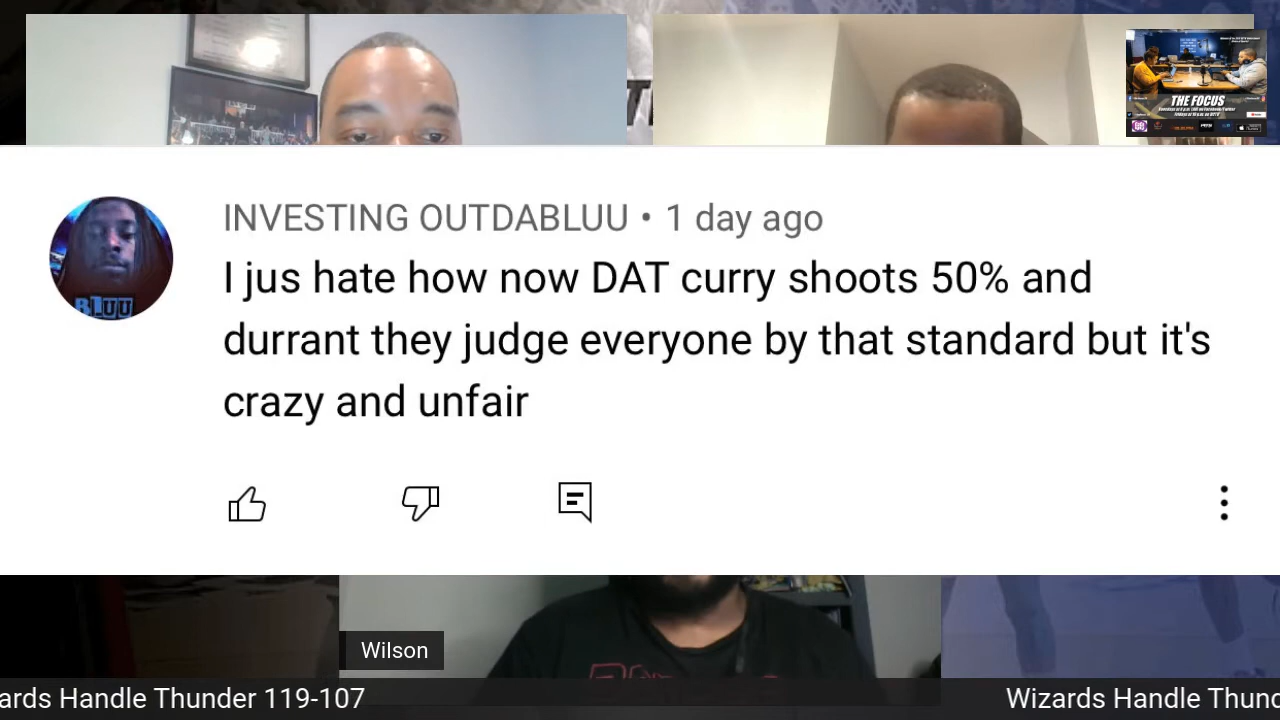 THE FOCUS
INVESTING OUTDABLUU • 1 day ago
I jus hate how now DAT curry shoots 50% and
durrant they judge everyone by that standard but it's
crazy and unfair
BLUU
Wilson
ards Handle Thunder 119-107
Wizards Handle Thund